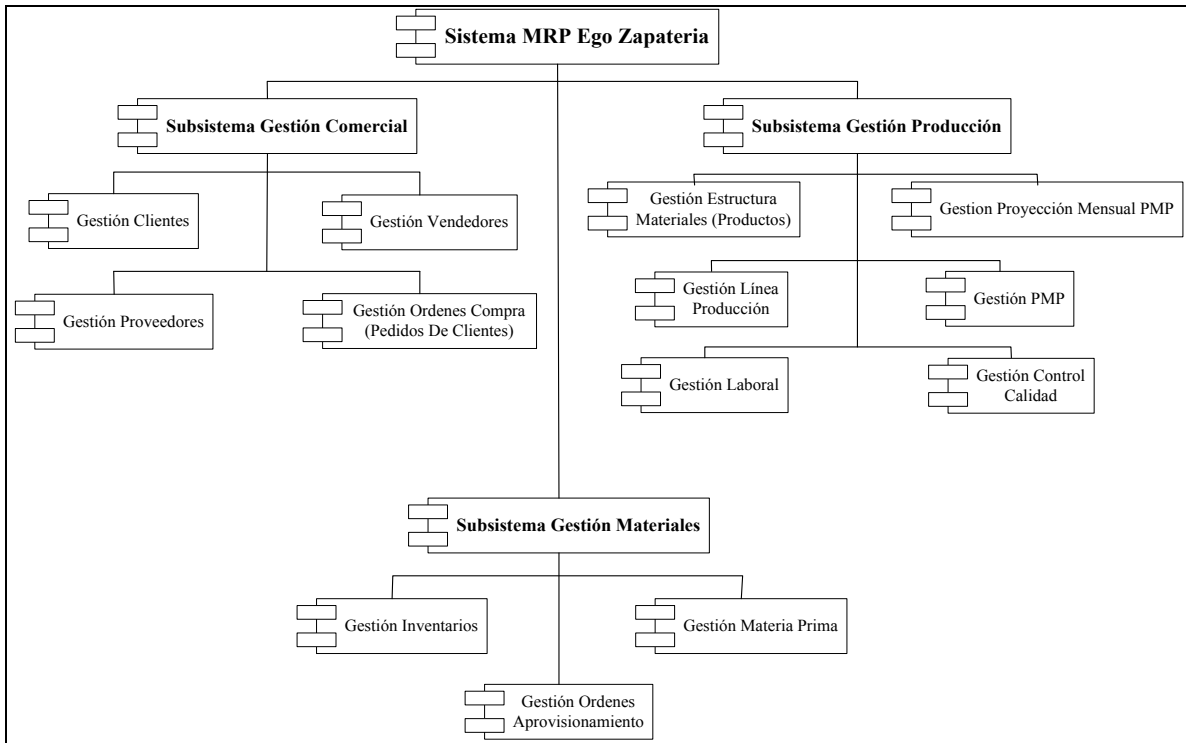 Sistema MRP Ego Zapateria
Subsistema Gestión Comercial
Subsistema Gestión Producción
Gestión Clientes
Gestión Vendedores
Gestión Estructura
Materiales (Productos)
Gestion Proyección Mensual PMP
Gestión Proveedores
Gestión Ordenes Compra
(Pedidos De Clientes)
Gestión Línea
Producción
Gestión PMP
Gestión Laboral
Gestión Control
Calidad
Subsistema Gestión Materiales
Gestión Inventarios
Gestión Materia Prima
Gestión Ordenes
Aprovisionamiento